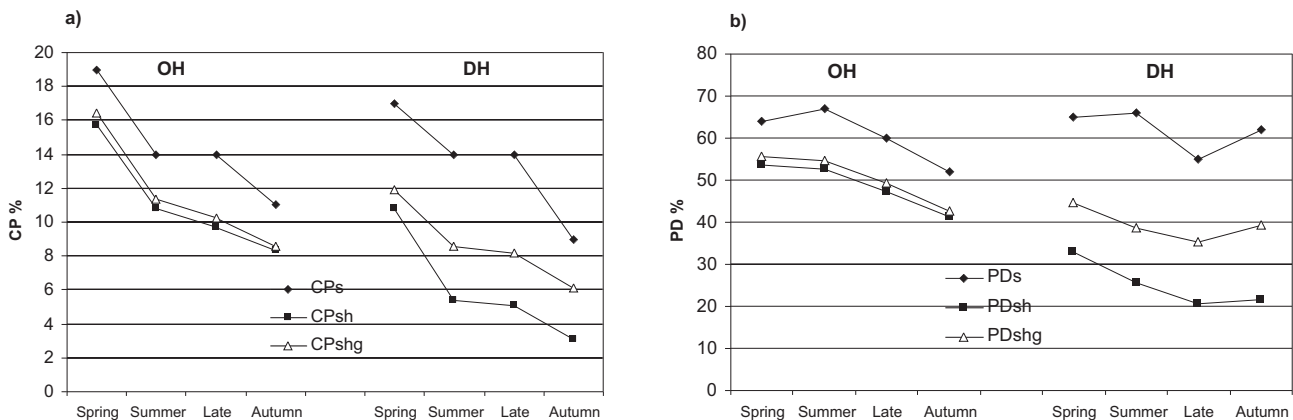 a)
20
18
16
14
12
10
8
6
4
2
0
CP %
OH
DH
CPs
CPsh
CPshg
Spring Summer Late Autumn Spring Summer Late Autumn
b)
80
70
60
50
40
30
20
10
0
PD %
OH
DH
PDs
PDsh
PDshg
Spring Summer Late Autumn Spring Summer Late Autumn